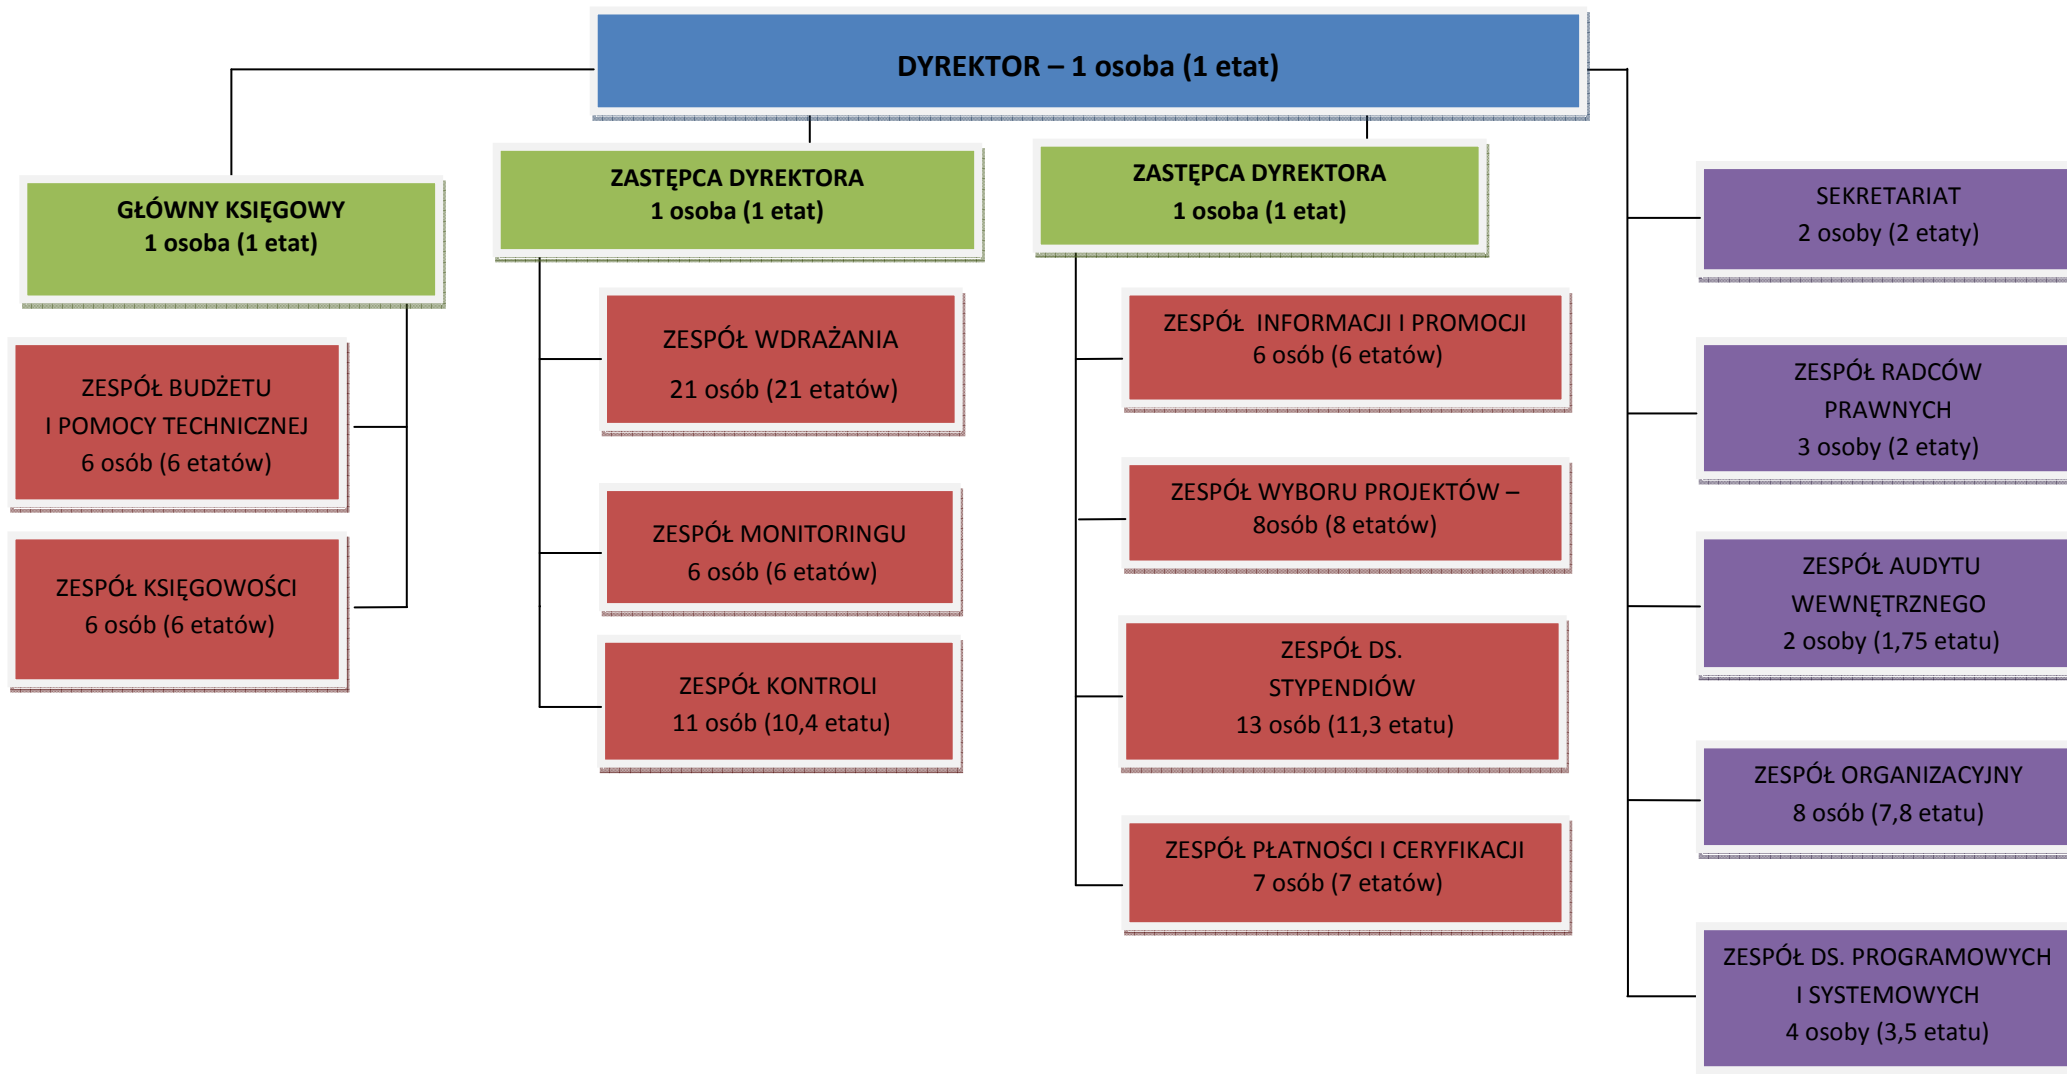 DYREKTOR – 1 osoba (1 etat)
GŁÓWNY KSIĘGOWY
1 osoba (1 etat)
ZESPÓŁ BUDŻETU
I POMOCY TECHNICZNEJ
6 osób (6 etatów)
ZESPÓŁ KSIĘGOWOŚCI
6 osób (6 etatów)
ZASTĘPCA DYREKTORA
1 osoba (1 etat)
ZESPÓŁ WDRAŻANIA
21 osób (21 etatów)
ZESPÓŁ MONITORINGU
6 osób (6 etatów)
ZESPÓŁ KONTROLI
11 osób (10,4 etatu)
ZASTĘPCA DYREKTORA
1 osoba (1 etat)
ZESPÓŁ INFORMACJI I PROMOCJI
6 osób (6 etatów)
ZESPÓŁ WYBORU PROJEKTÓW –
8osób (8 etatów)
ZESPÓŁ DS.
STYPENDIÓW
13 osób (11,3 etatu)
ZESPÓŁ PŁATNOŚCI I CERYFIKACJI
7 osób (7 etatów)
SEKRETARIAT
2 osoby (2 etaty)
ZESPÓŁ RADCÓW
PRAWNYCH
3 osoby (2 etaty)
ZESPÓŁ AUDYTU
WEWNĘTRZNEGO
2 osoby (1,75 etatu)
ZESPÓŁ ORGANIZACYJNY
8 osób (7,8 etatu)
ZESPÓŁ DS. PROGRAMOWYCH
I SYSTEMOWYCH
4 osoby (3,5 etatu)